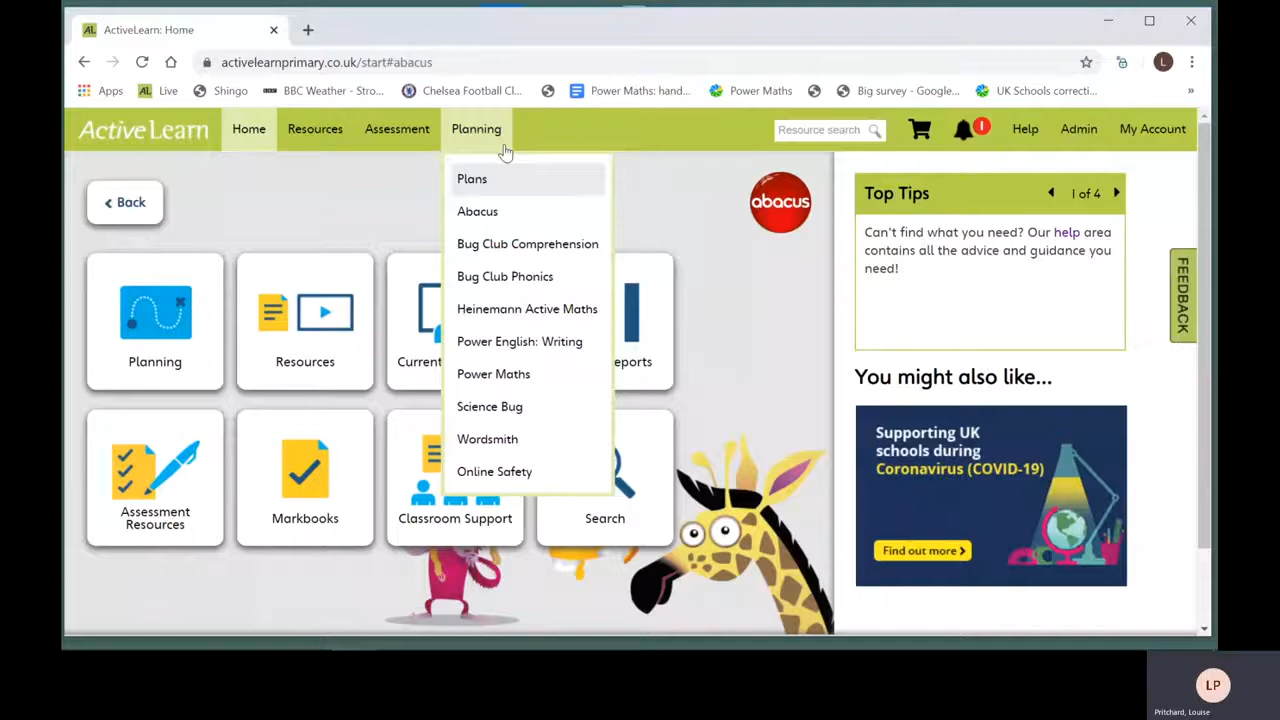 AL ActiveLearn: Home
activelearnprimary.co.uk/start#abacus
L
Apps AL Live Shingo BBC Weather - Stro... Chelsea Football Cl... Power Maths: hand... Power Maths Big survey - Google... UK Schools correcti... »
ActiveLearn Home Resources Assessment Planning Resource search 1 Help Admin My Account
Back
abacus
Plans
Abacus
Bug Club Comprehension
Bug Club Phonics
Heinemann Active Maths
Power English: Writing
Power Maths
Science Bug
Wordsmith
Online Safety
Planning
Resources
Current
eports
Assessment
Resources
Markbooks
Classroom Support
Search
Top Tips 1 of 4
Can't find what you need? Our help area
contains all the advice and guidance you
need!
FEEDBACK
You might also like...
Supporting UK
schools during
Coronavirus (COVID-19)
Find out more
LP
Pritchard, Louise